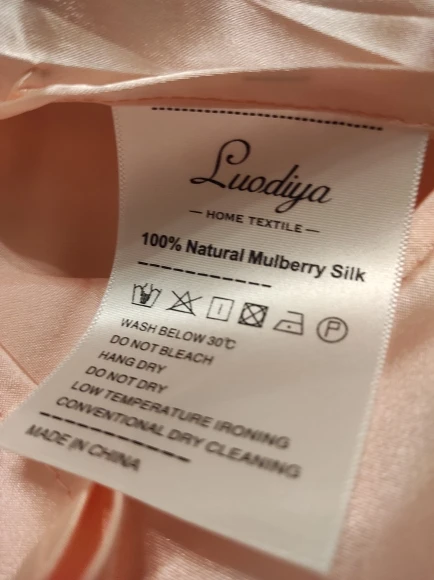 Luodiya
— HOME TEXTILE —
100% Natural Mulberry Silk
P
WASH BELOW 30℃
DO NOT BLEACH
HANG DRY
DO NOT DRY
LOW TEMPERATURE IRONING
CONVENTIONAL DRY CLEANING
MADE IN CHINA